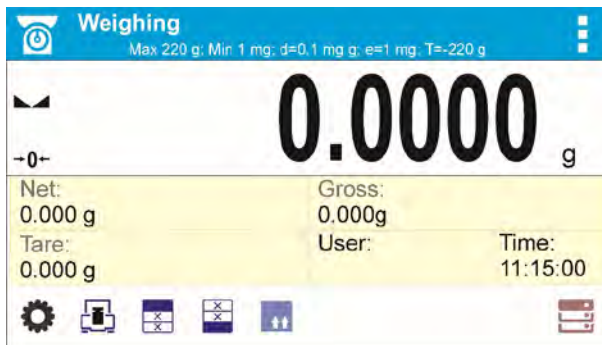 Weighing
Max 220 g: Min 1 mg: d=0.1 mg g: e=1 mg: T=-220 g
→0←
0.0000 g
Net: Gross:
0.000 g 0.000g
Tare: User: Time:
0.000 g 11:15:00